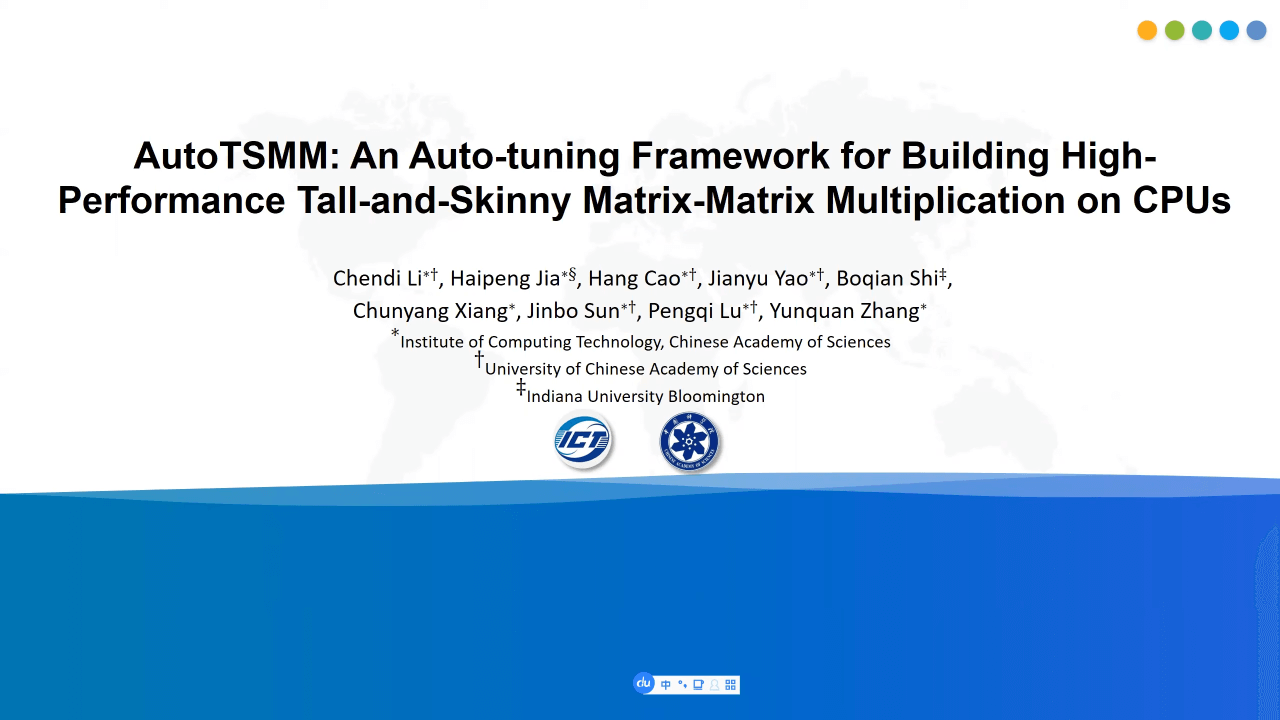 AutoTSMM: An Auto-tuning Framework for Building High-
Performance Tall-and-Skinny Matrix-Matrix Multiplication on CPUs
Chendi Li*†, Haipeng Jia*§, Hang Cao*†, Jianyu Yao*†, Boqian Shi‡,
Chunyang Xiang*, Jinbo Sun*†, Pengqi Lu*†, Yunquan Zhang*
*Institute of Computing Technology, Chinese Academy of Sciences
†University of Chinese Academy of Sciences
‡Indiana University Bloomington
ICT
du 中